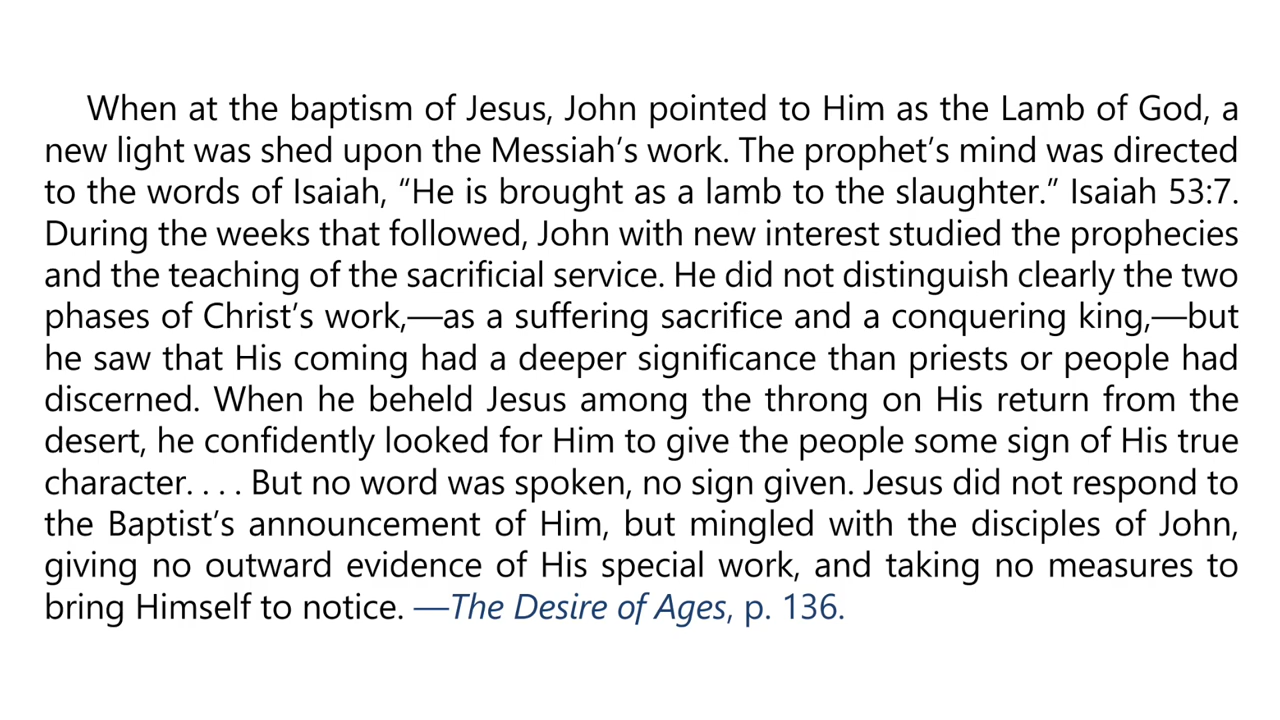 When at the baptism of Jesus, John pointed to Him as the Lamb of God, a
new light was shed upon the Messiah’s work. The prophet’s mind was directed
to the words of Isaiah, “He is brought as a lamb to the slaughter.” Isaiah 53:7.
During the weeks that followed, John with new interest studied the prophecies
and the teaching of the sacrificial service. He did not distinguish clearly the two
phases of Christ’s work,—as a suffering sacrifice and a conquering king,—but
he saw that His coming had a deeper significance than priests or people had
discerned. When he beheld Jesus among the throng on His return from the
desert, he confidently looked for Him to give the people some sign of His true
character. . . . But no word was spoken, no sign given. Jesus did not respond to
the Baptist’s announcement of Him, but mingled with the disciples of John,
giving no outward evidence of His special work, and taking no measures to
bring Himself to notice. —The Desire of Ages, p. 136.